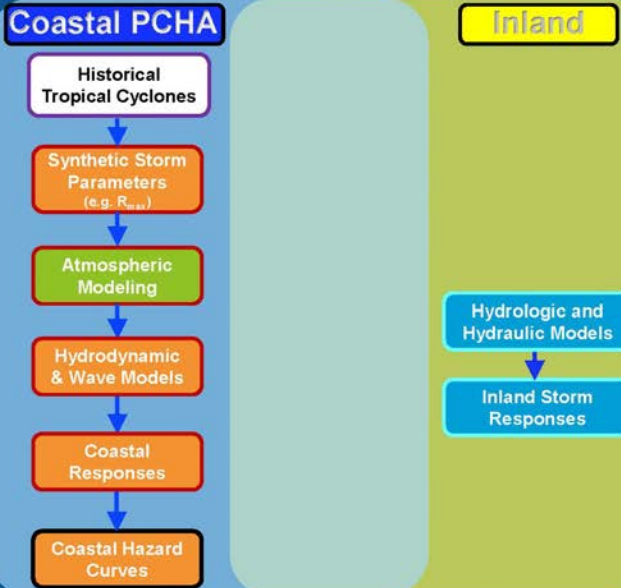 Coastal PCHA
Historical
Tropical Cyclones
Synthetic Storm
Parameters
(e.g. Rmax)
Atmospheric
Modeling
Hydrodynamic
& Wave Models
Coastal
Responses
Coastal Hazard
Curves
Inland
Hydrologic and
Hydraulic Models
Inland Storm
Responses